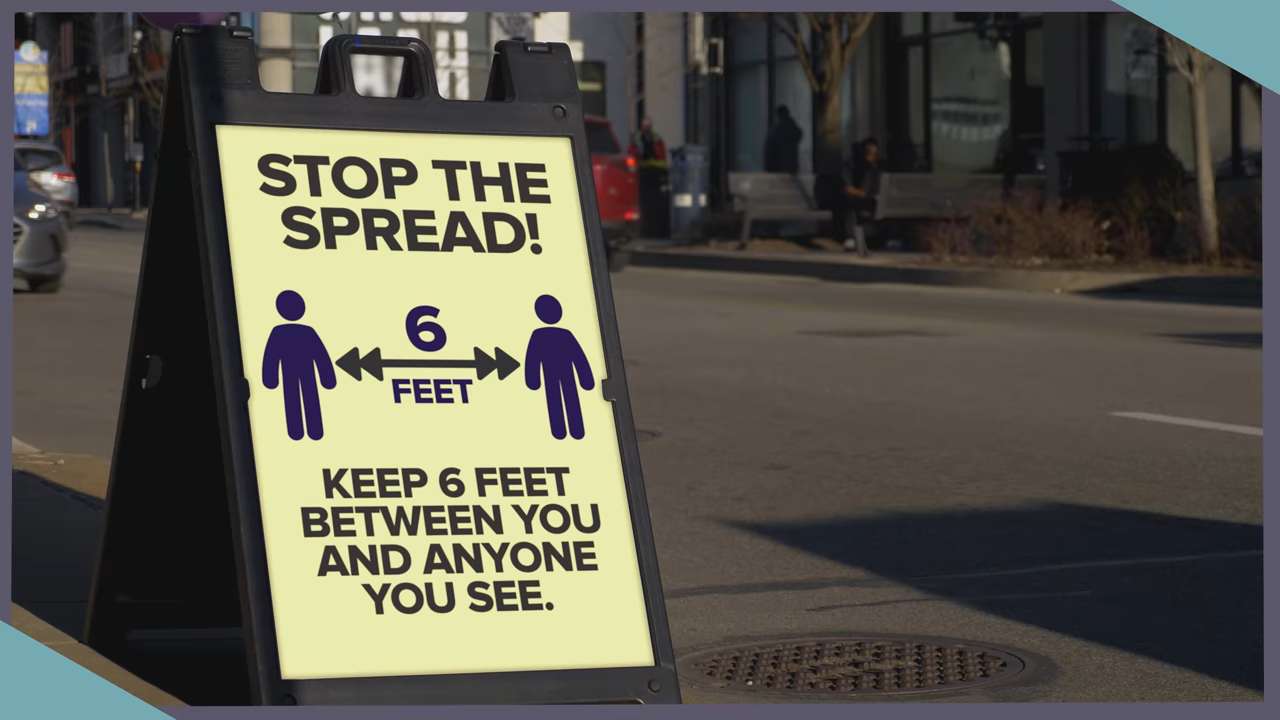 STOP THE
SPREAD!
6
FEET
KEEP 6 FEET
BETWEEN YOU
AND ANYONE
YOU SEE.